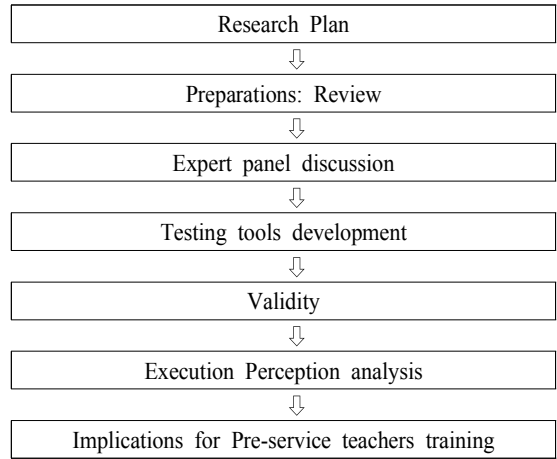 Research Plan
Preparations: Review
Expert panel discussion
Testing tools development
Validity
Execution Perception analysis
Implications for Pre-service teachers training